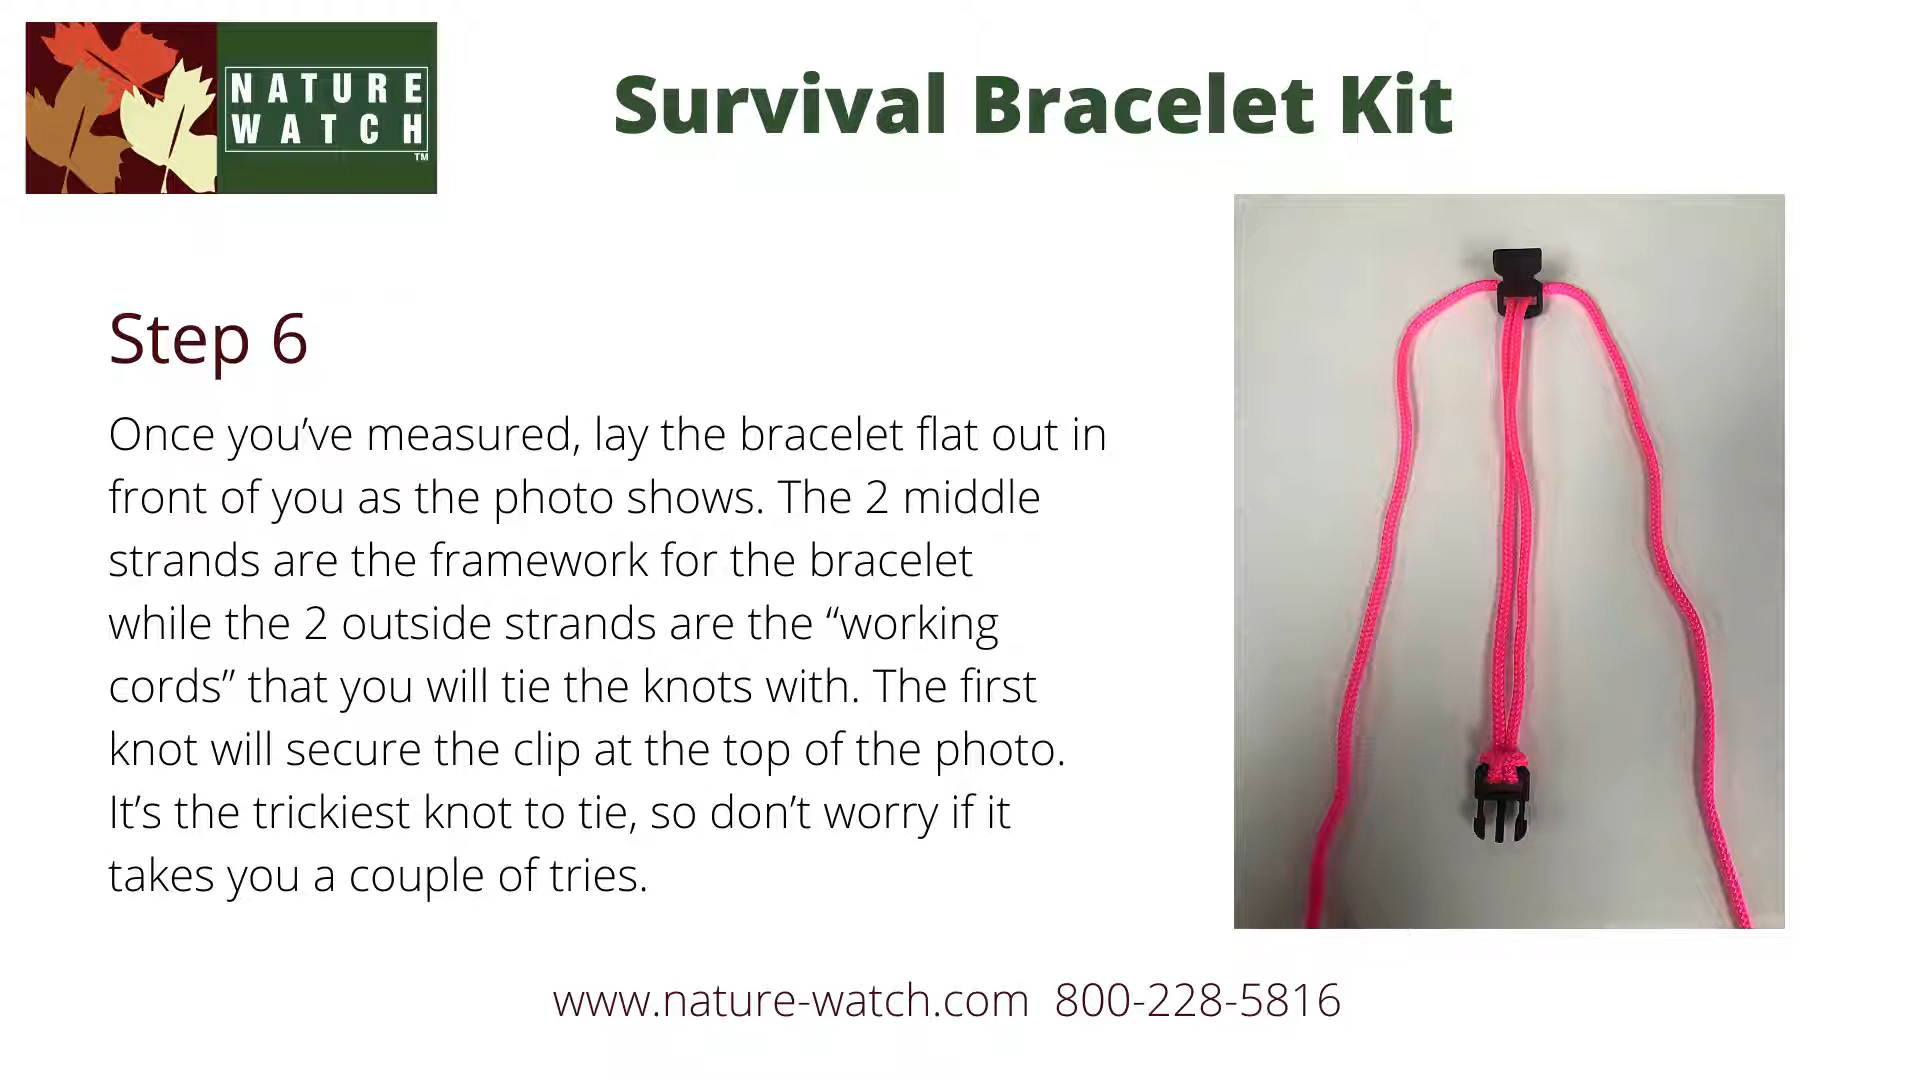 NATURE
WATCH
TM
Survival Bracelet Kit
Step 6
Once you’ve measured, lay the bracelet flat out in
front of you as the photo shows. The 2 middle
strands are the framework for the bracelet
while the 2 outside strands are the “working
cords” that you will tie the knots with. The first
knot will secure the clip at the top of the photo.
It’s the trickiest knot to tie, so don’t worry if it
takes you a couple of tries.
www.nature-watch.com 800-228-5816